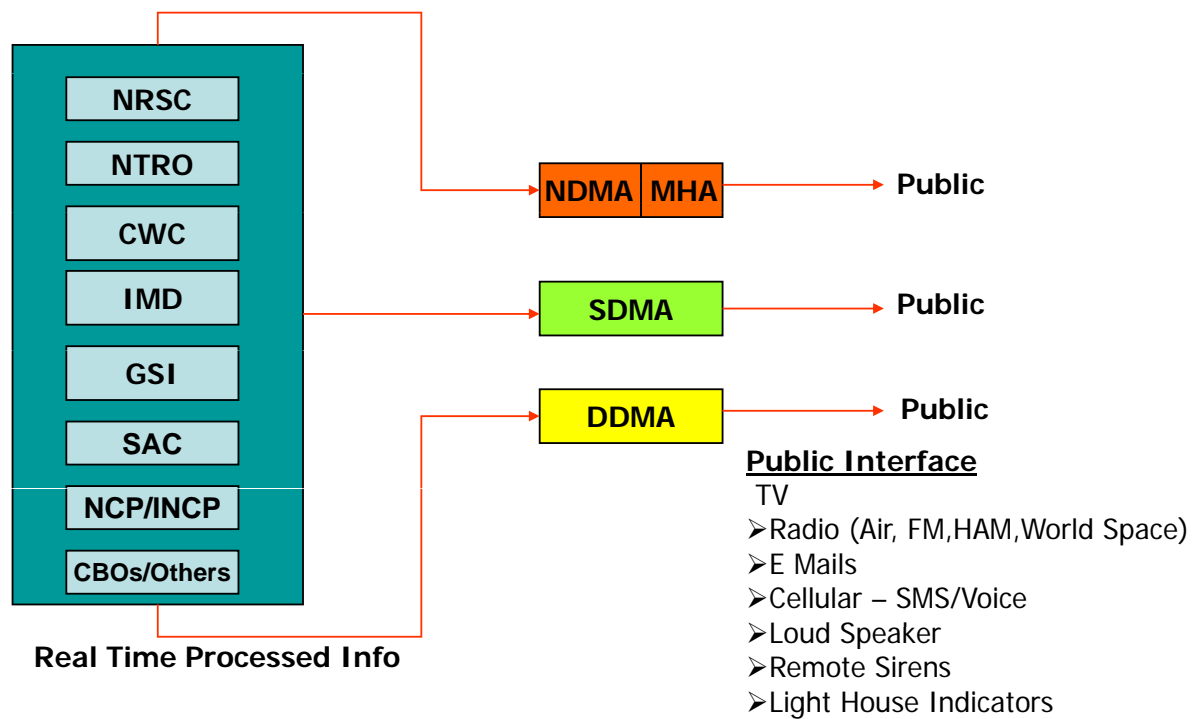 NRSC
NTRO
CWC
IMD
GSI
SAC
NCP/INCP
CBOs/Others
Real Time Processed Info
NDMA MHA
Public
SDMA
Public
DDMA
Public
Public Interface
TV
➢Radio (Air, FM,HAM,World Space)
➢E Mails
➢Cellular – SMS/Voice
➢Loud Speaker
➢Remote Sirens
➢Light House Indicators